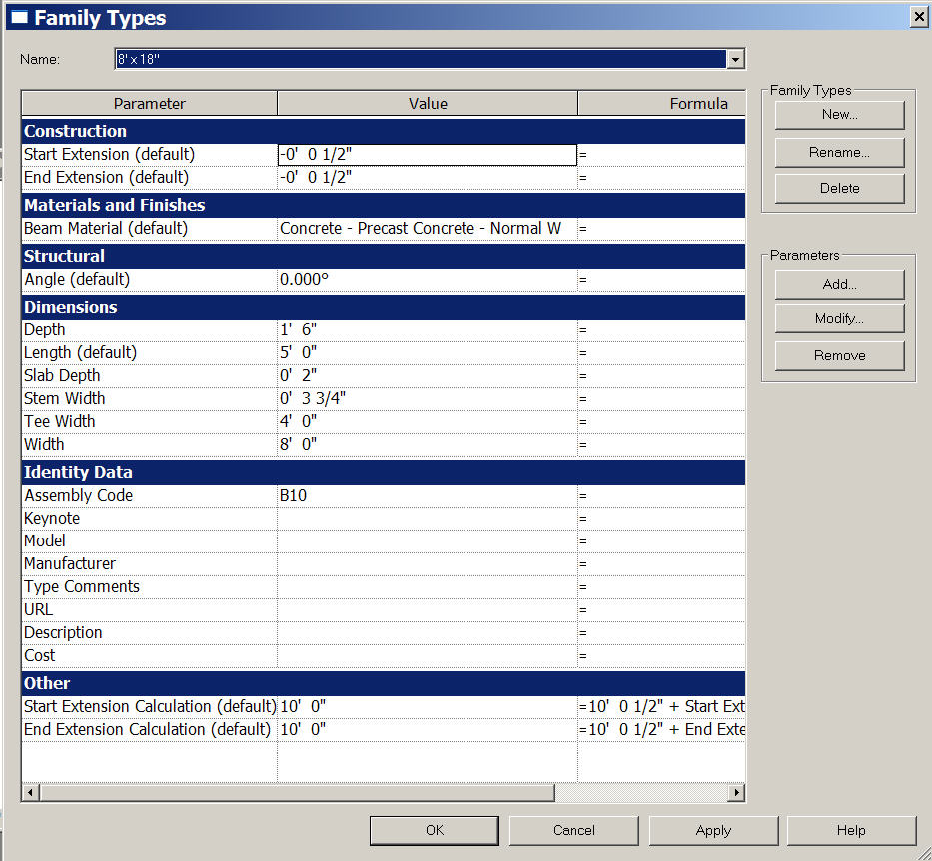 Family Types
Name: 8' x 18"
Parameter Value Formula
Construction
Start Extension (default) -0' 0 1/2" =
End Extension (default) -0' 0 1/2" =
Materials and Finishes
Beam Material (default) Concrete - Precast Concrete - Normal W =
Structural
Angle (default) 0.000° =
Dimensions
Depth 1' 6" =
Length (default) 5' 0" =
Slab Depth 0' 2" =
Stem Width 0' 3 3/4" =
Tee Width 4' 0" =
Width 8' 0" =
Identity Data
Assembly Code B10 =
Keynote =
Model =
Manufacturer =
Type Comments =
URL =
Description =
Cost =
Other
Start Extension Calculation (default) 10' 0" =10' 0 1/2" + Start Ext
End Extension Calculation (default) 10' 0" =10' 0 1/2" + End Exte
Family Types
New...
Rename...
Delete
Parameters
Add...
Modify...
Remove
OK Cancel Apply Help